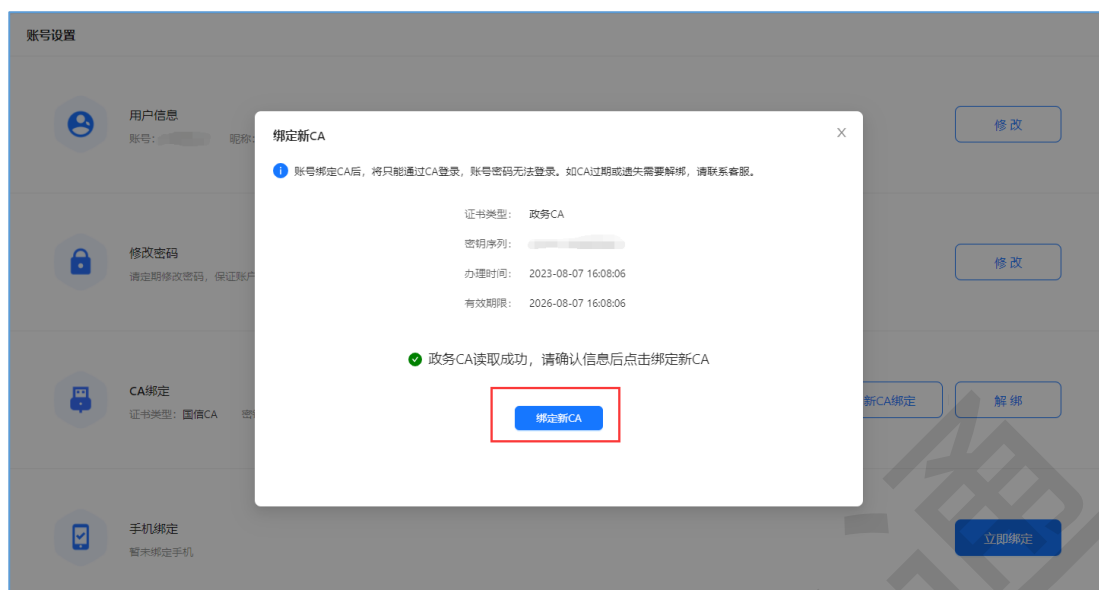 账号设置
用户信息
账号: 昵称:
修 改
修改密码
请定期修改密码，保证账户
修 改
CA绑定
证书类型: 国信CA
新CA绑定
解 绑
手机绑定
暂未绑定手机
立即绑定
绑定新CA
账号绑定CA后，将只能通过CA登录，账号密码无法登录。如CA过期或遗失需要解绑，请联系客服。
证书类型: 政务CA
密钥序列:
办理时间: 2023-08-07 16:08:06
有效期限: 2026-08-07 16:08:06
政务CA读取成功，请确认信息后点击绑定新CA
绑定新CA